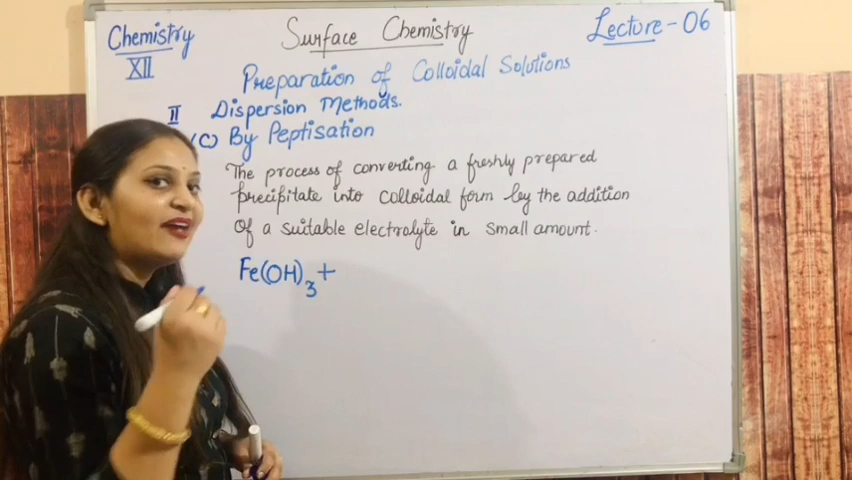 Chemistry
XII
Surface Chemistry
Lecture-06
Preparation of Colloidal Solutions
II Dispersion Methods.
(C) By Peptisation
The process of converting a freshly prepared
precipitate into colloidal form by the addition
of a suitable electrolyte in small amount.
Fe(OH)3 +